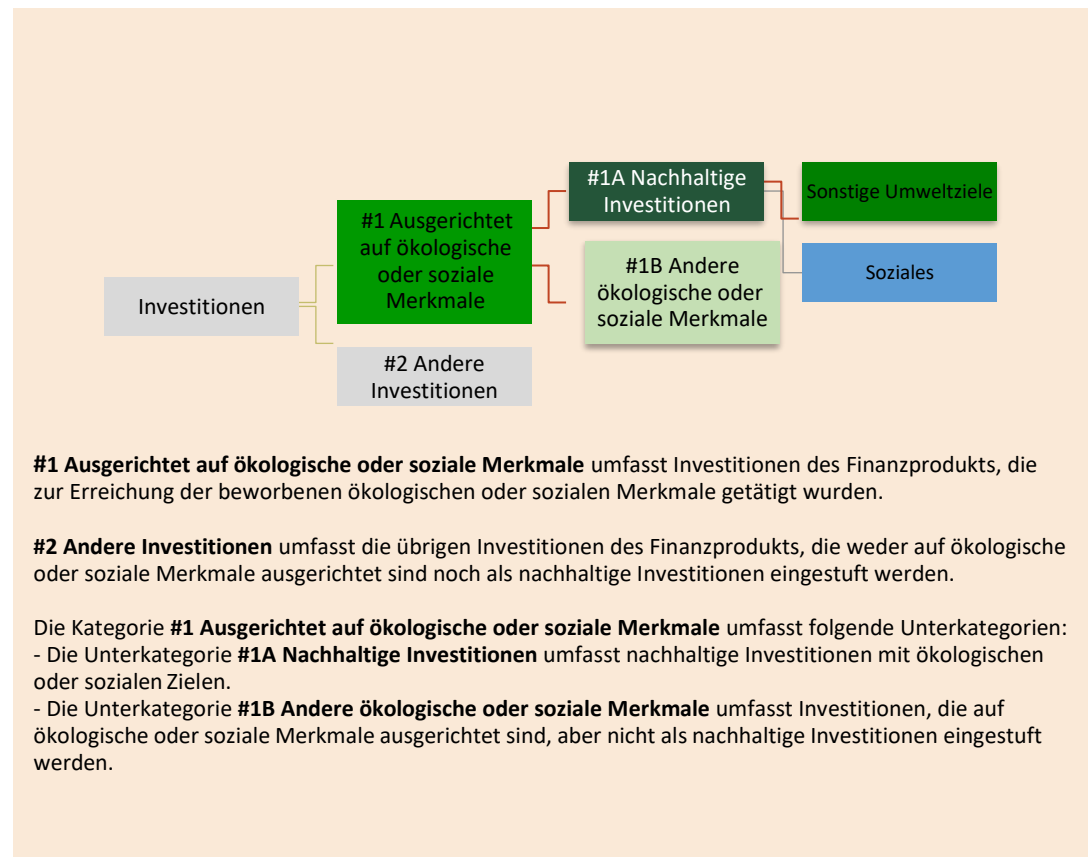 #1A Nachhaltige
Investitionen
Sonstige Umweltziele
#1 Ausgerichtet
auf ökologische
oder soziale
Merkmale
#1B Andere
ökologische oder
soziale Merkmale
Soziales
Investitionen
#2 Andere
Investitionen
#1 Ausgerichtet auf ökologische oder soziale Merkmale umfasst Investitionen des Finanzprodukts, die
zur Erreichung der beworbenen ökologischen oder sozialen Merkmale getätigt wurden.
#2 Andere Investitionen umfasst die übrigen Investitionen des Finanzprodukts, die weder auf ökologische
oder soziale Merkmale ausgerichtet sind noch als nachhaltige Investitionen eingestuft werden.
Die Kategorie #1 Ausgerichtet auf ökologische oder soziale Merkmale umfasst folgende Unterkategorien:
- Die Unterkategorie #1A Nachhaltige Investitionen umfasst nachhaltige Investitionen mit ökologischen
oder sozialen Zielen.
- Die Unterkategorie #1B Andere ökologische oder soziale Merkmale umfasst Investitionen, die auf
ökologische oder soziale Merkmale ausgerichtet sind, aber nicht als nachhaltige Investitionen eingestuft
werden.